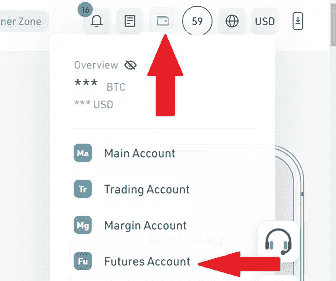 16
ner Zone
59
USD
Overview
*** BTC
*** USD
Ma Main Account
Tr Trading Account
Mg Margin Account
Fu Futures Account